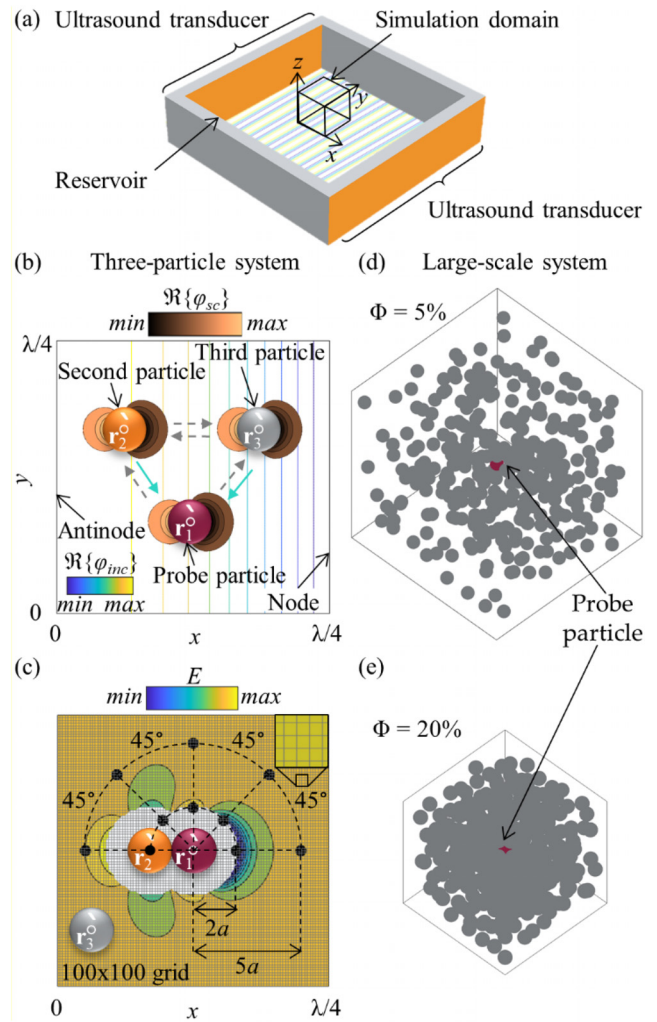 (a)
Ultrasound transducer
Simulation domain
z
y
x
Reservoir
Ultrasound transducer
(b) Three-particle system
ℜ{φsc}
min max
λ/4
Second particle
Third particle
r2
r3
r1
y
Antinode
ℜ{φinc}
min max
Probe particle
Node
0
0 x λ/4
(c) E
min max
45° 45°
45° 45°
r2 r1
r3
2a
5a
100x100 grid
0 x λ/4
(d) Large-scale system
Φ = 5%
Probe
particle
(e)
Φ = 20%